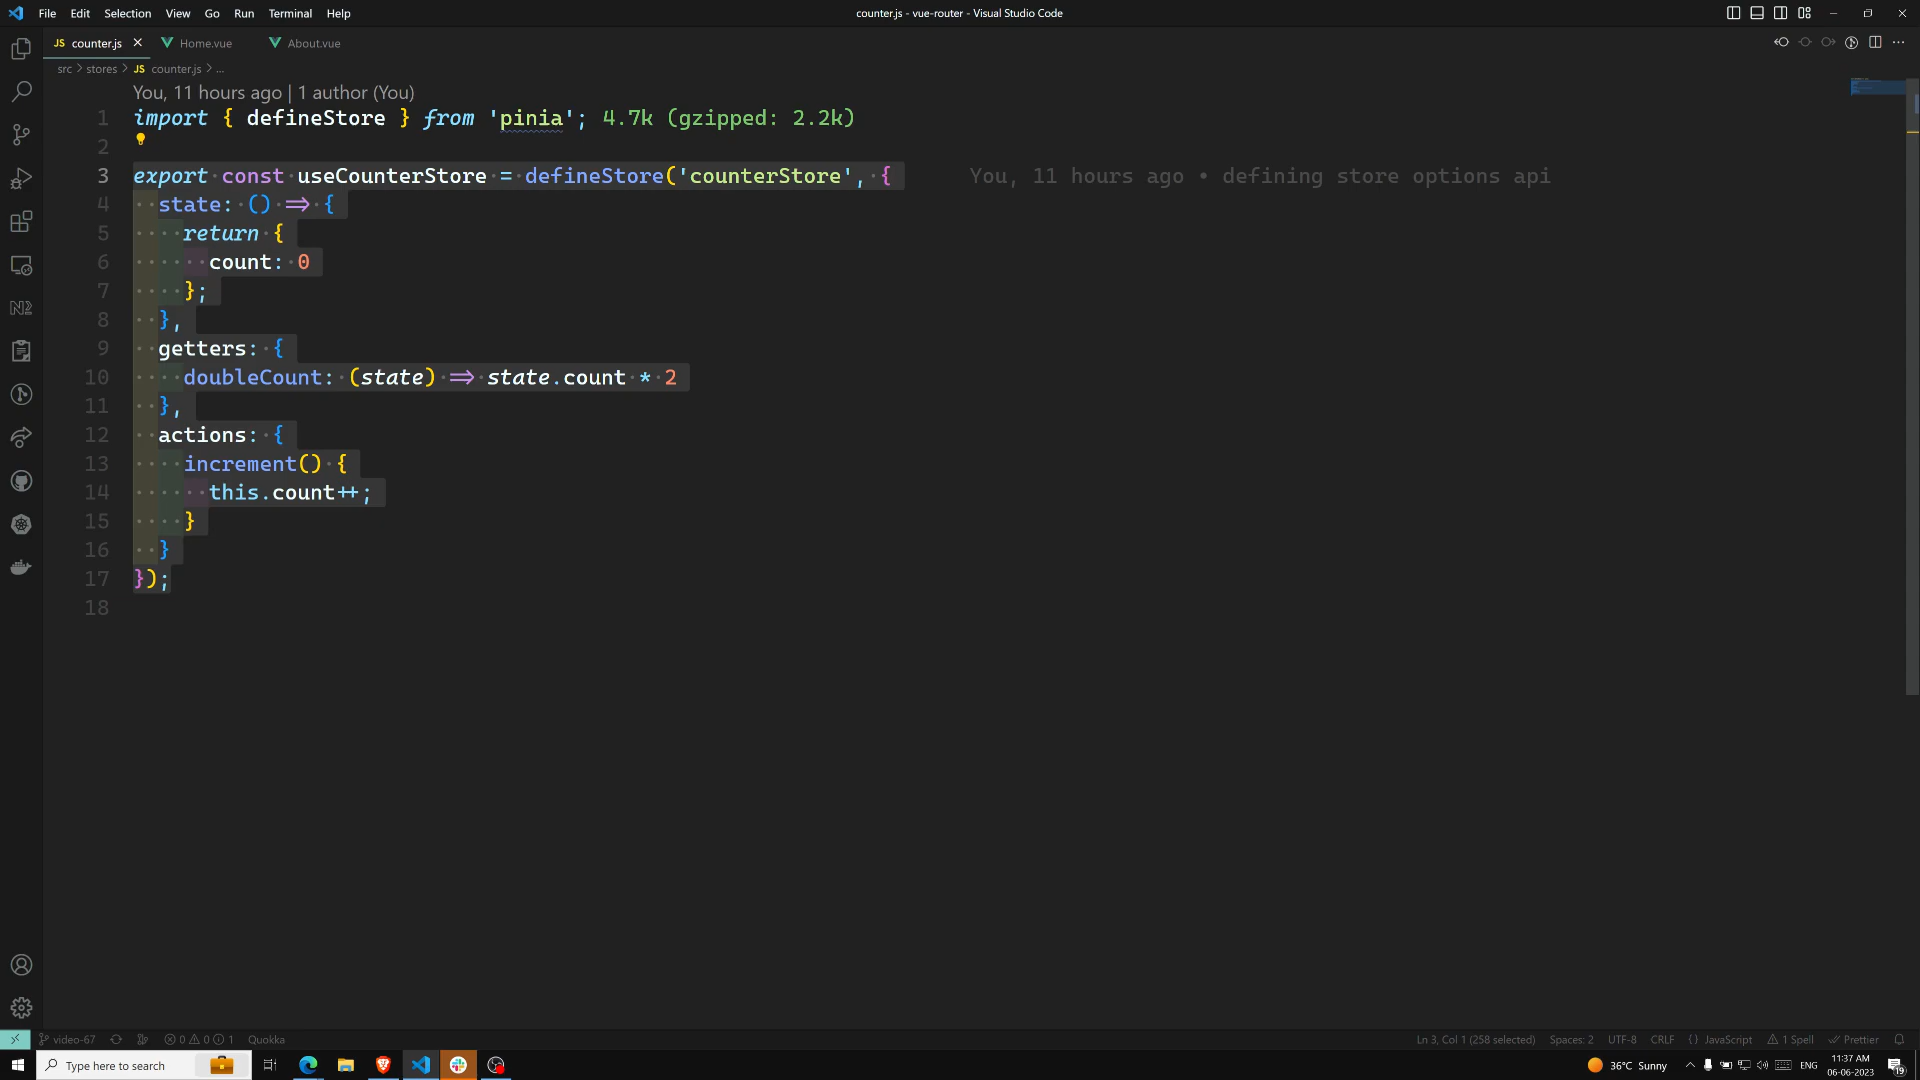 File Edit Selection View Go Run Terminal Help
counter.js - vue-router - Visual Studio Code
JS counter.js Home.vue About.vue
src > stores > JS counter.js > ...
You, 11 hours ago | 1 author (You)
1 import { defineStore } from 'pinia'; 4.7k (gzipped: 2.2k)
2
3 export const useCounterStore = defineStore('counterStore', { You, 11 hours ago • defining store options api
4 state: () => {
5 return {
6 count: 0
7 };
8 },
9 getters: {
10 doubleCount: (state) => state.count * 2
11 },
12 actions: {
13 increment() {
14 this.count++;
15 }
16 }
17 });
18
video-67 0 0 1 Quokka
Ln 3, Col 1 (258 selected) Spaces: 2 UTF-8 CRLF {} JavaScript 1 Spell Prettier
Type here to search
36°C Sunny ENG
11:37 AM
06-06-2023
19